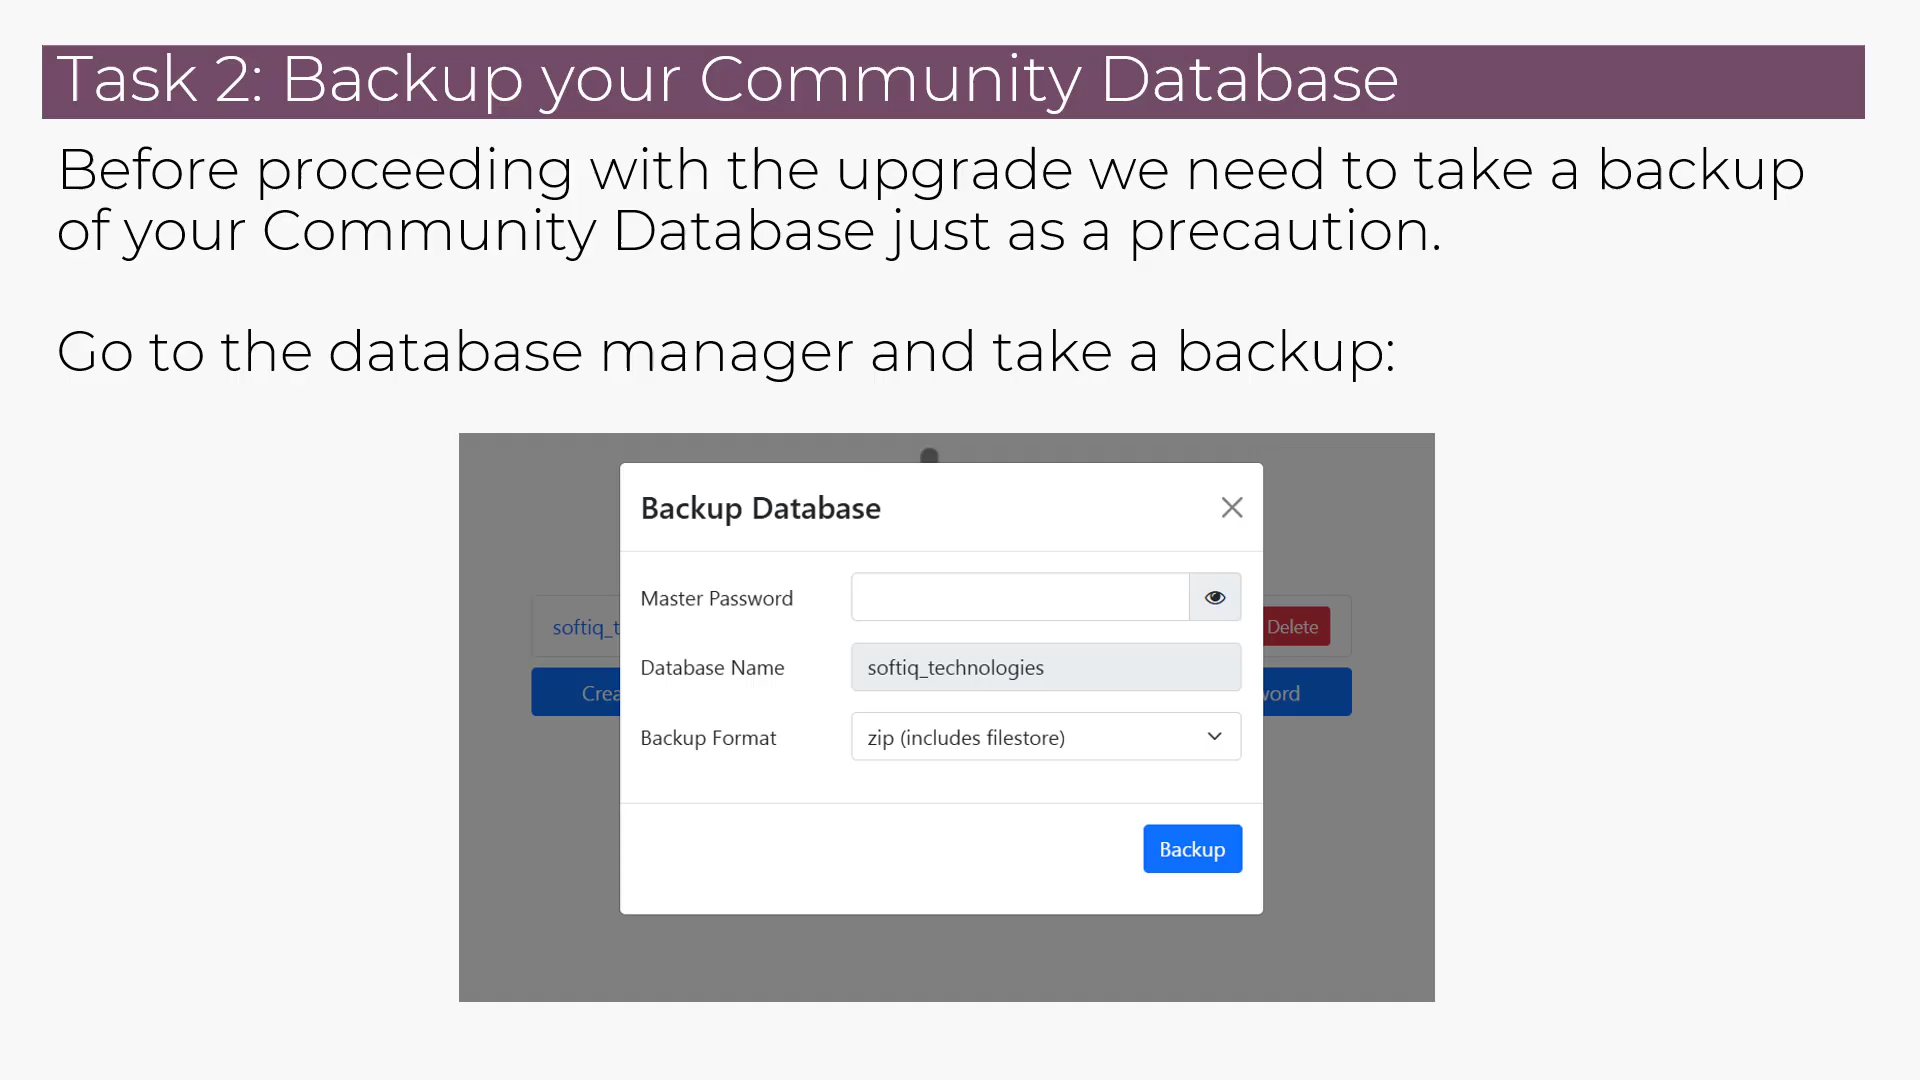 Task 2: Backup your Community Database
Before proceeding with the upgrade we need to take a backup
of your Community Database just as a precaution.
Go to the database manager and take a backup:
Backup Database
Master Password
softiq_t
Delete
Database Name
softiq_technologies
Crea
word
Backup Format
zip (includes filestore)
Backup